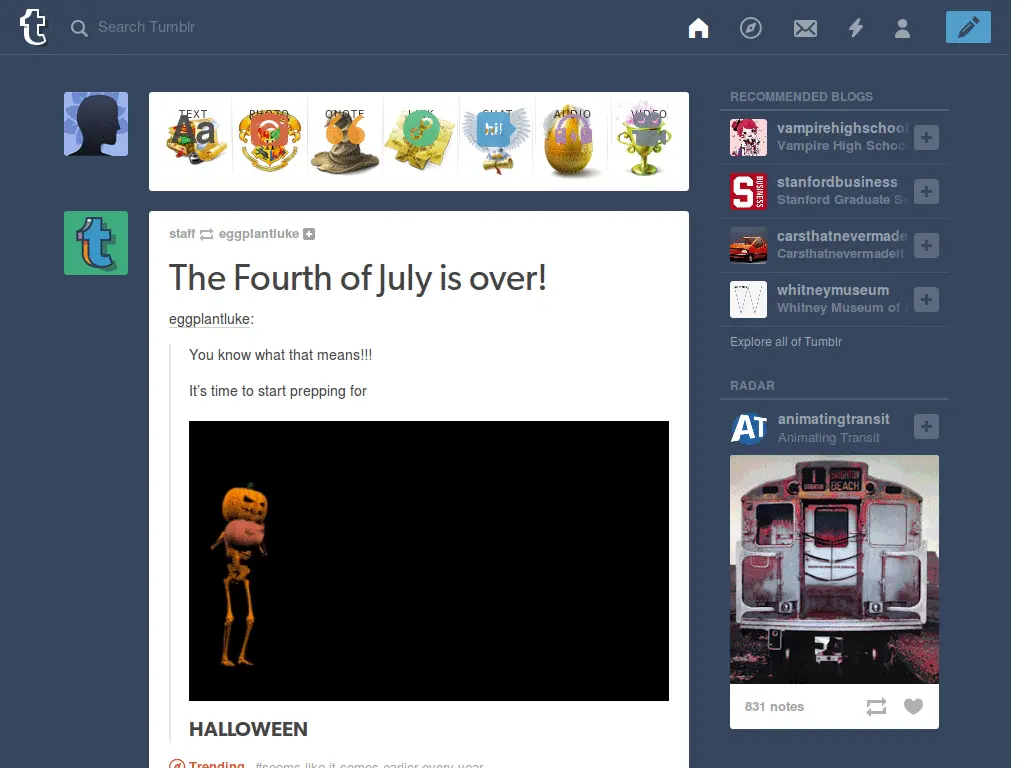 Search Tumblr
TEXT PHOTO QUOTE LINK CHAT AUDIO VIDEO
Aa hi!
staff eggplantluke
The Fourth of July is over!
eggplantluke:
You know what that means!!!
It's time to start prepping for
HALLOWEEN
Trending #seems like it comes earlier every year
RECOMMENDED BLOGS
vampirehighschool
Vampire High Schoo
S BUSINESS
stanfordbusiness
Stanford Graduate S
carsthatnevermade
Carsthatnevermadeit
W
whitneymuseum
Whitney Museum of
Explore all of Tumblr
RADAR
AT
animatingtransit
Animating Transit
1
BRIGHTON
BEACH
831 notes